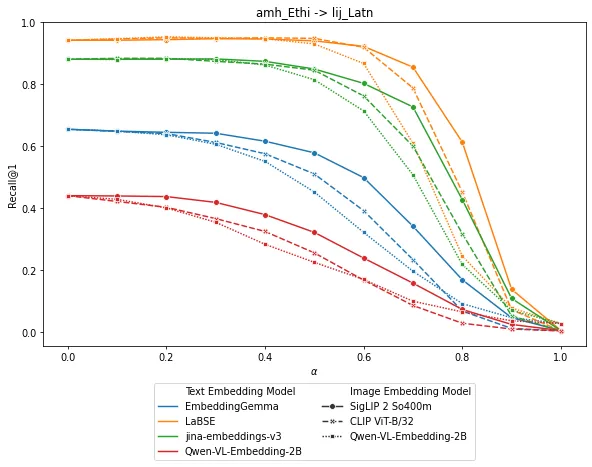 amh_Ethi -> lij_Latn
1.0
0.8
0.6
0.4
0.2
0.0
Recall@1
0.0 0.2 0.4 0.6 0.8 1.0
α
Text Embedding Model Image Embedding Model
EmbeddingGemma SigLIP 2 So400m
LaBSE CLIP ViT-B/32
jina-embeddings-v3 Qwen-VL-Embedding-2B
Qwen-VL-Embedding-2B